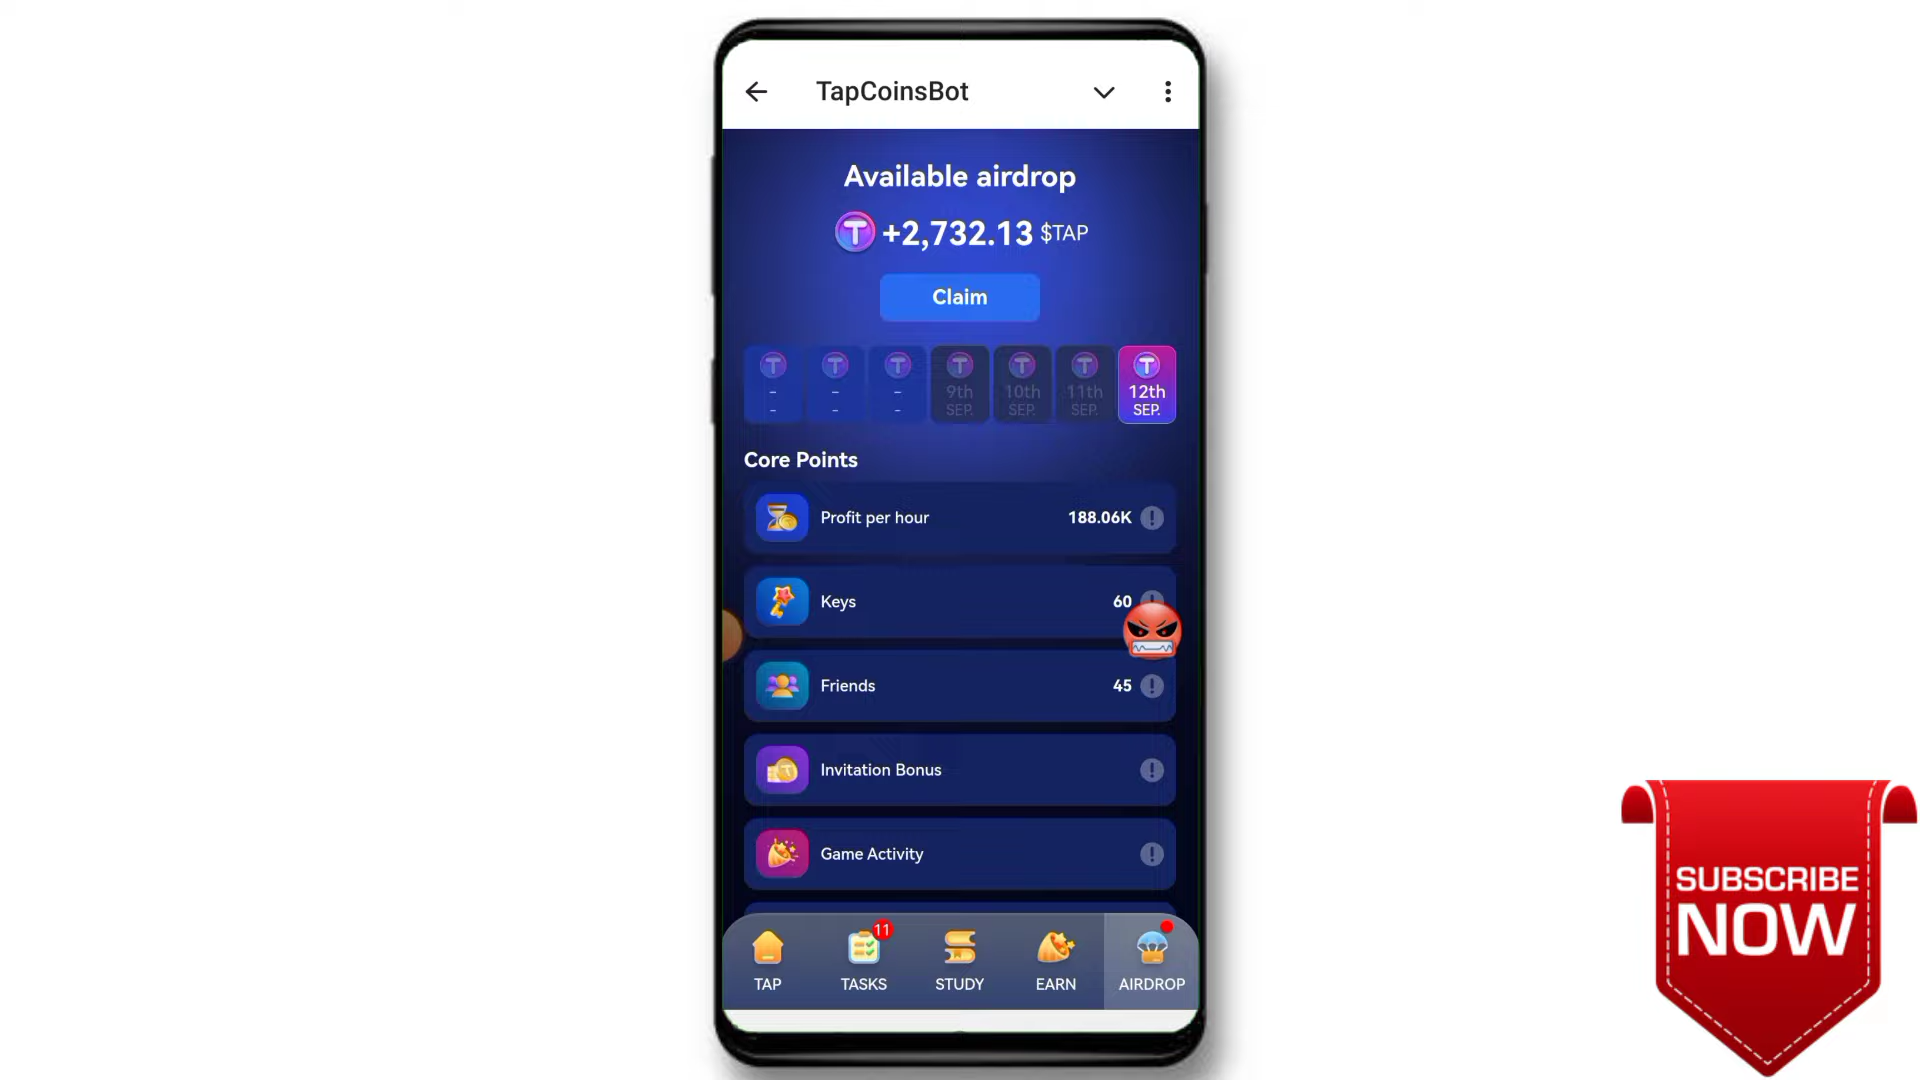 TapCoinsBot
Available airdrop
+2,732.13 $TAP
Claim
- - - 9th 10th 11th 12th
- - - SEP. SEP. SEP. SEP.
Core Points
Profit per hour 188.06K
Keys 60
Friends 45
Invitation Bonus
Game Activity
11
TAP TASKS STUDY EARN AIRDROP
SUBSCRIBE
NOW